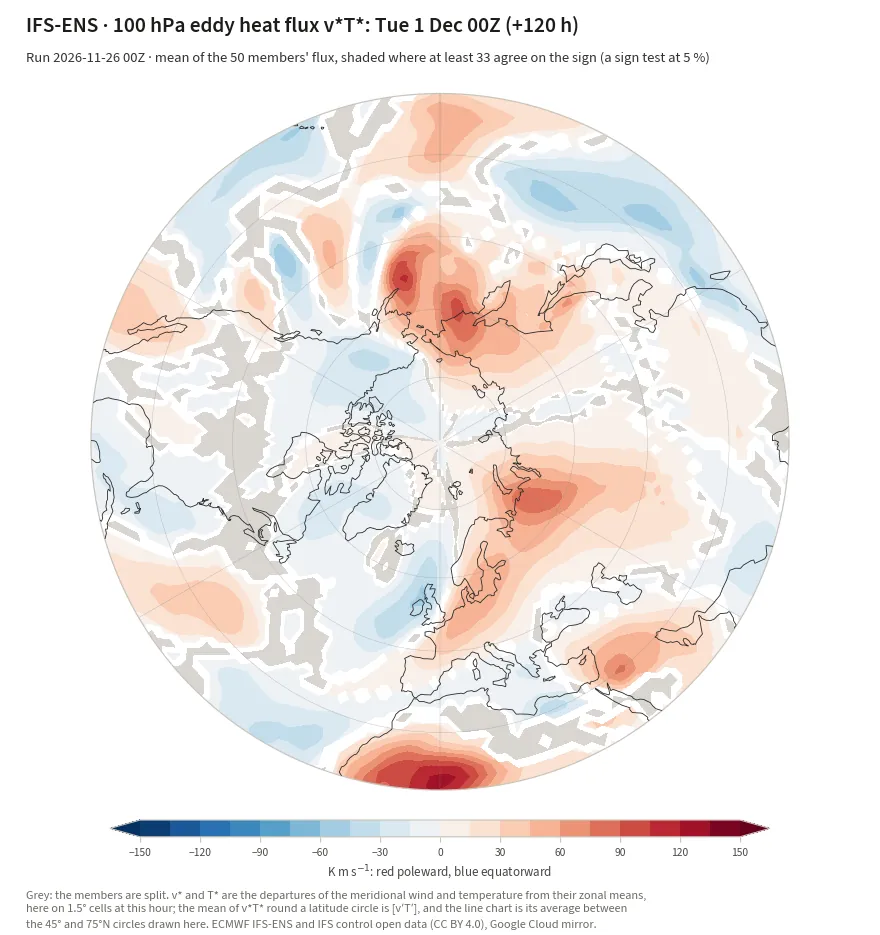 IFS-ENS · 100 hPa eddy heat flux v*T*: Tue 1 Dec 00Z (+120 h)
Run 2026-11-26 00Z · mean of the 50 members' flux, shaded where at least 33 agree on the sign (a sign test at 5 %)
−150 −120 −90 −60 −30 0 30 60 90 120 150
K m s⁻¹: red poleward, blue equatorward
Grey: the members are split. v* and T* are the departures of the meridional wind and temperature from their zonal means,
here on 1.5° cells at this hour; the mean of v*T* round a latitude circle is [v'T'], and the line chart is its average between
the 45° and 75°N circles drawn here. ECMWF IFS-ENS and IFS control open data (CC BY 4.0), Google Cloud mirror.